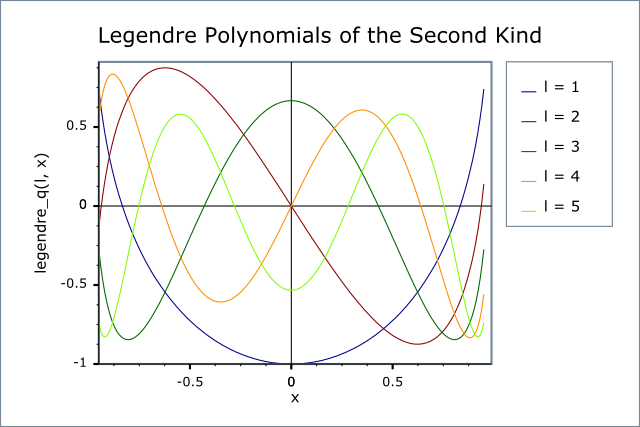 Legendre Polynomials of the Second Kind
legendre_q(l, x)
0.5
0
-0.5
-1
-0.5
0
0.5
x
l = 1
l = 2
l = 3
l = 4
l = 5